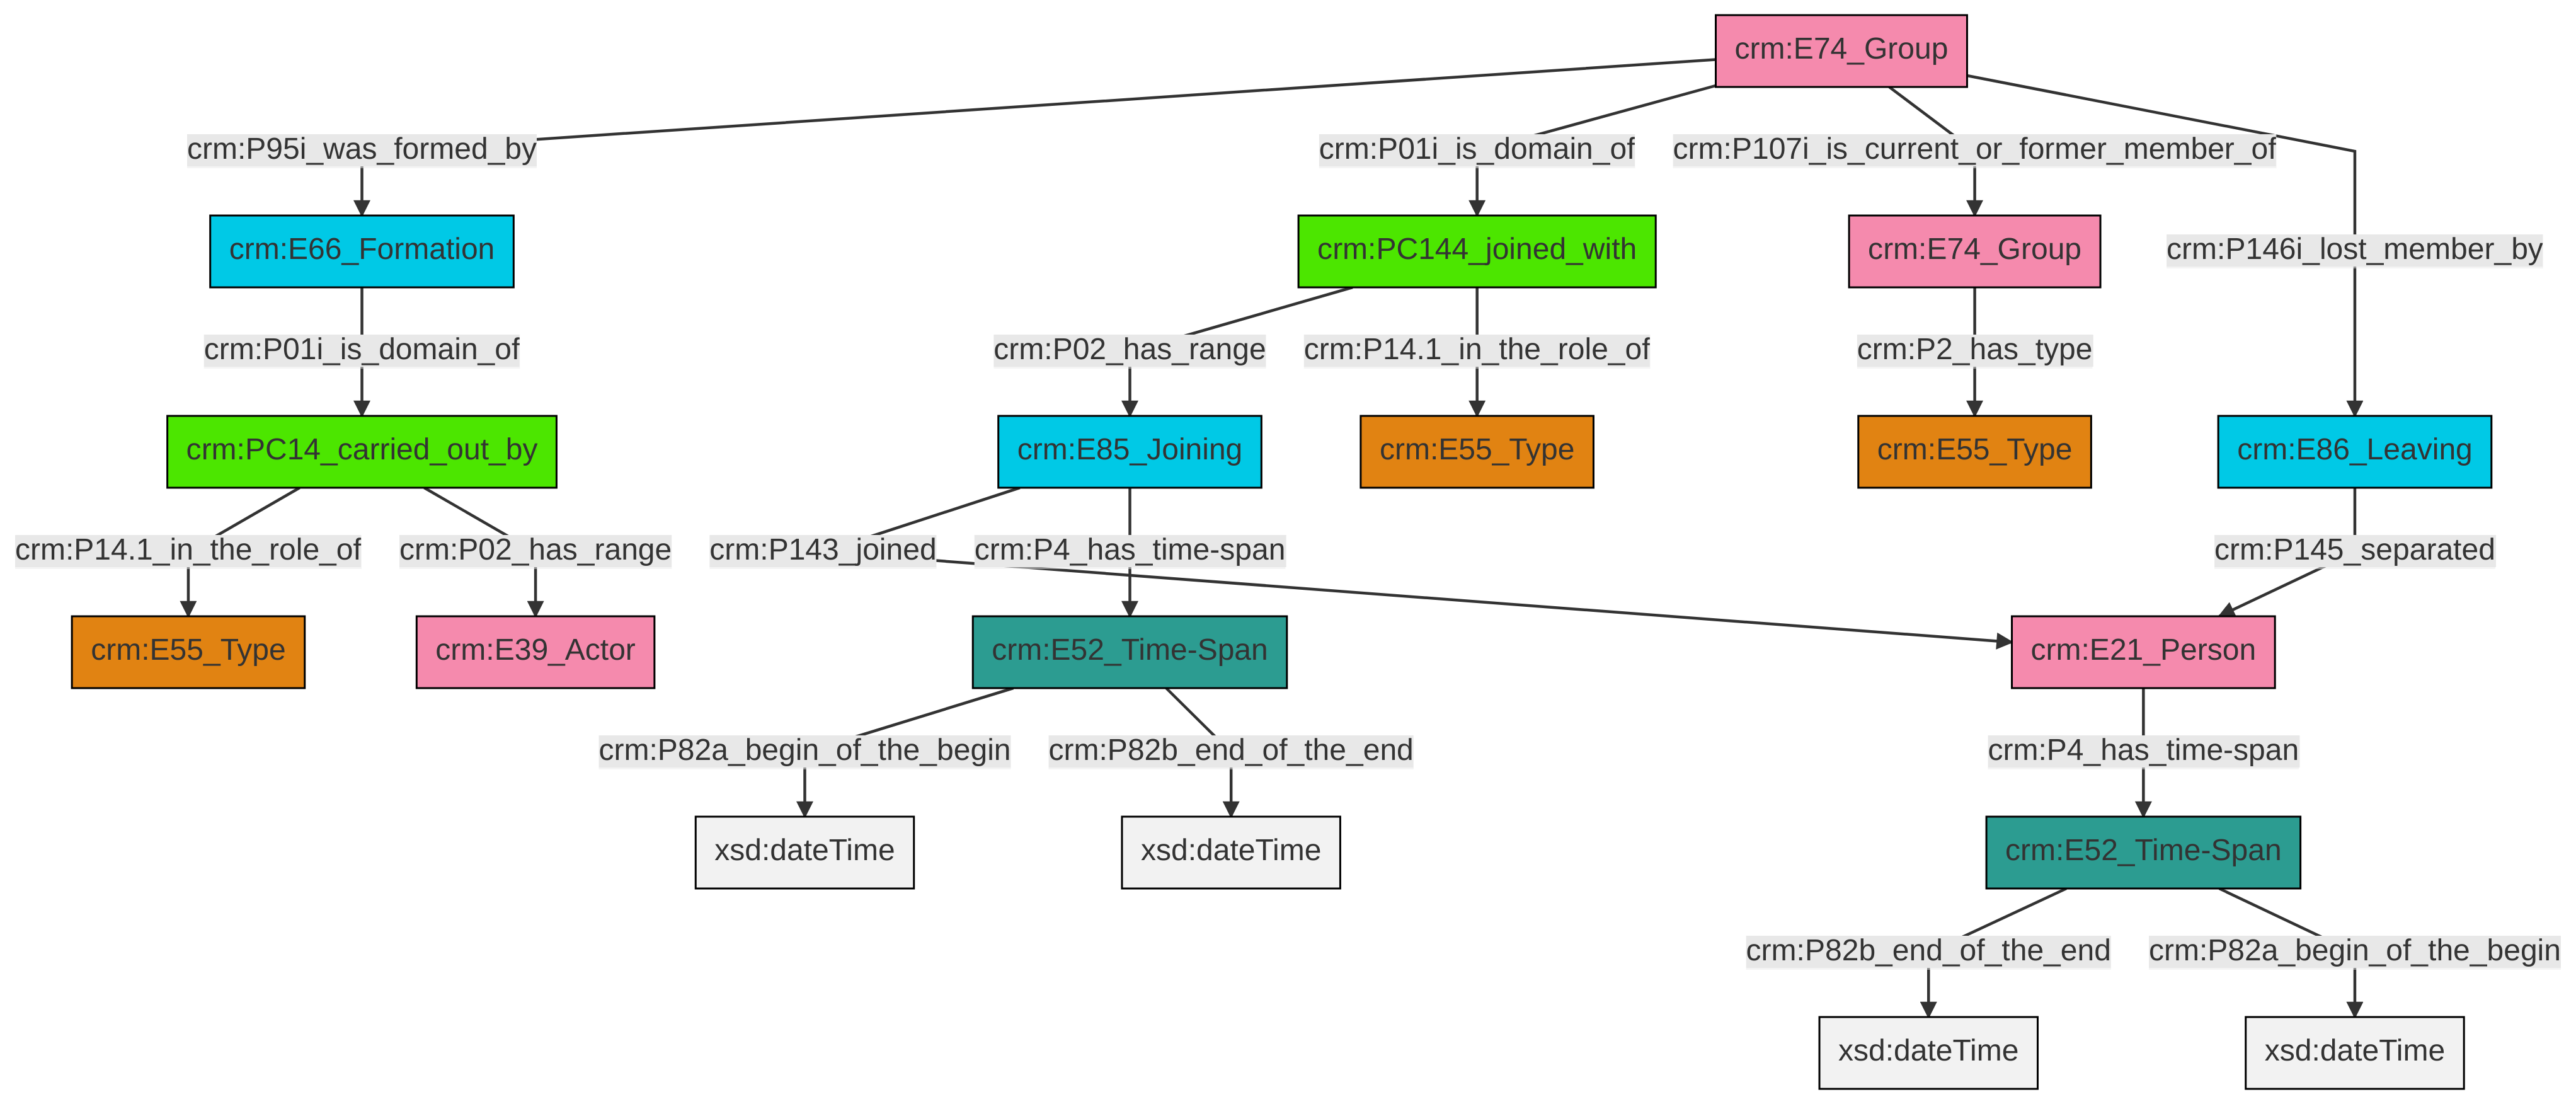 crm:E74_Group
crm:P95i_was_formed_by
crm:P01i_is_domain_of
crm:P107i_is_current_or_former_member_of
crm:E66_Formation
crm:PC144_joined_with
crm:E74_Group
crm:P146i_lost_member_by
crm:P01i_is_domain_of
crm:P02_has_range
crm:P14.1_in_the_role_of
crm:P2_has_type
crm:PC14_carried_out_by
crm:E85_Joining
crm:E55_Type
crm:E55_Type
crm:E86_Leaving
crm:P14.1_in_the_role_of
crm:P02_has_range
crm:P143_joined
crm:P4_has_time-span
crm:P145_separated
crm:E55_Type
crm:E39_Actor
crm:E52_Time-Span
crm:E21_Person
crm:P82a_begin_of_the_begin
crm:P82b_end_of_the_end
crm:P4_has_time-span
xsd:dateTime
xsd:dateTime
crm:E52_Time-Span
crm:P82b_end_of_the_end
crm:P82a_begin_of_the_begin
xsd:dateTime
xsd:dateTime